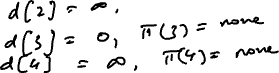 d[2] = ∞,
d[3] = 0, π(3) = none
d[4] = ∞, π(4) = none